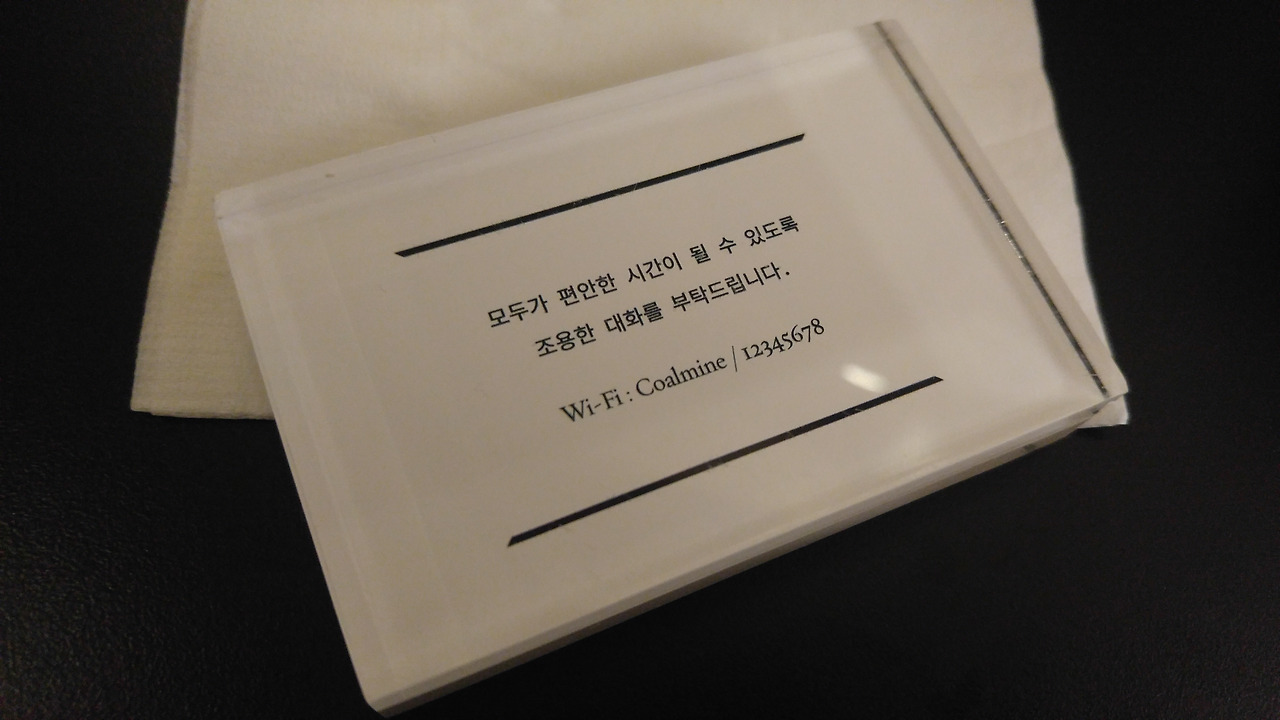 모두가 편안한 시간이 될 수 있도록
조용한 대화를 부탁드립니다.
Wi-Fi : Coalmine / 12345678